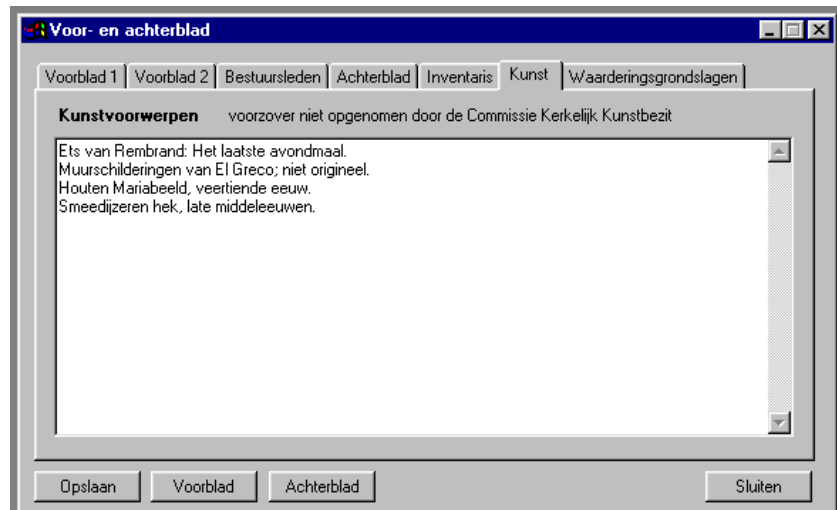 Voor- en achterblad
Voorblad 1 Voorblad 2 Bestuursleden Achterblad Inventaris Kunst Waarderingsgrondslagen
Kunstvoorwerpen voorzover niet opgenomen door de Commissie Kerkelijk Kunstbezit
Ets van Rembrand: Het laatste avondmaal.
Muurschilderingen van El Greco; niet origineel.
Houten Mariabeeld, veertiende eeuw.
Smeedijzeren hek, late middeleeuwen.
Opslaan Voorblad Achterblad Sluiten